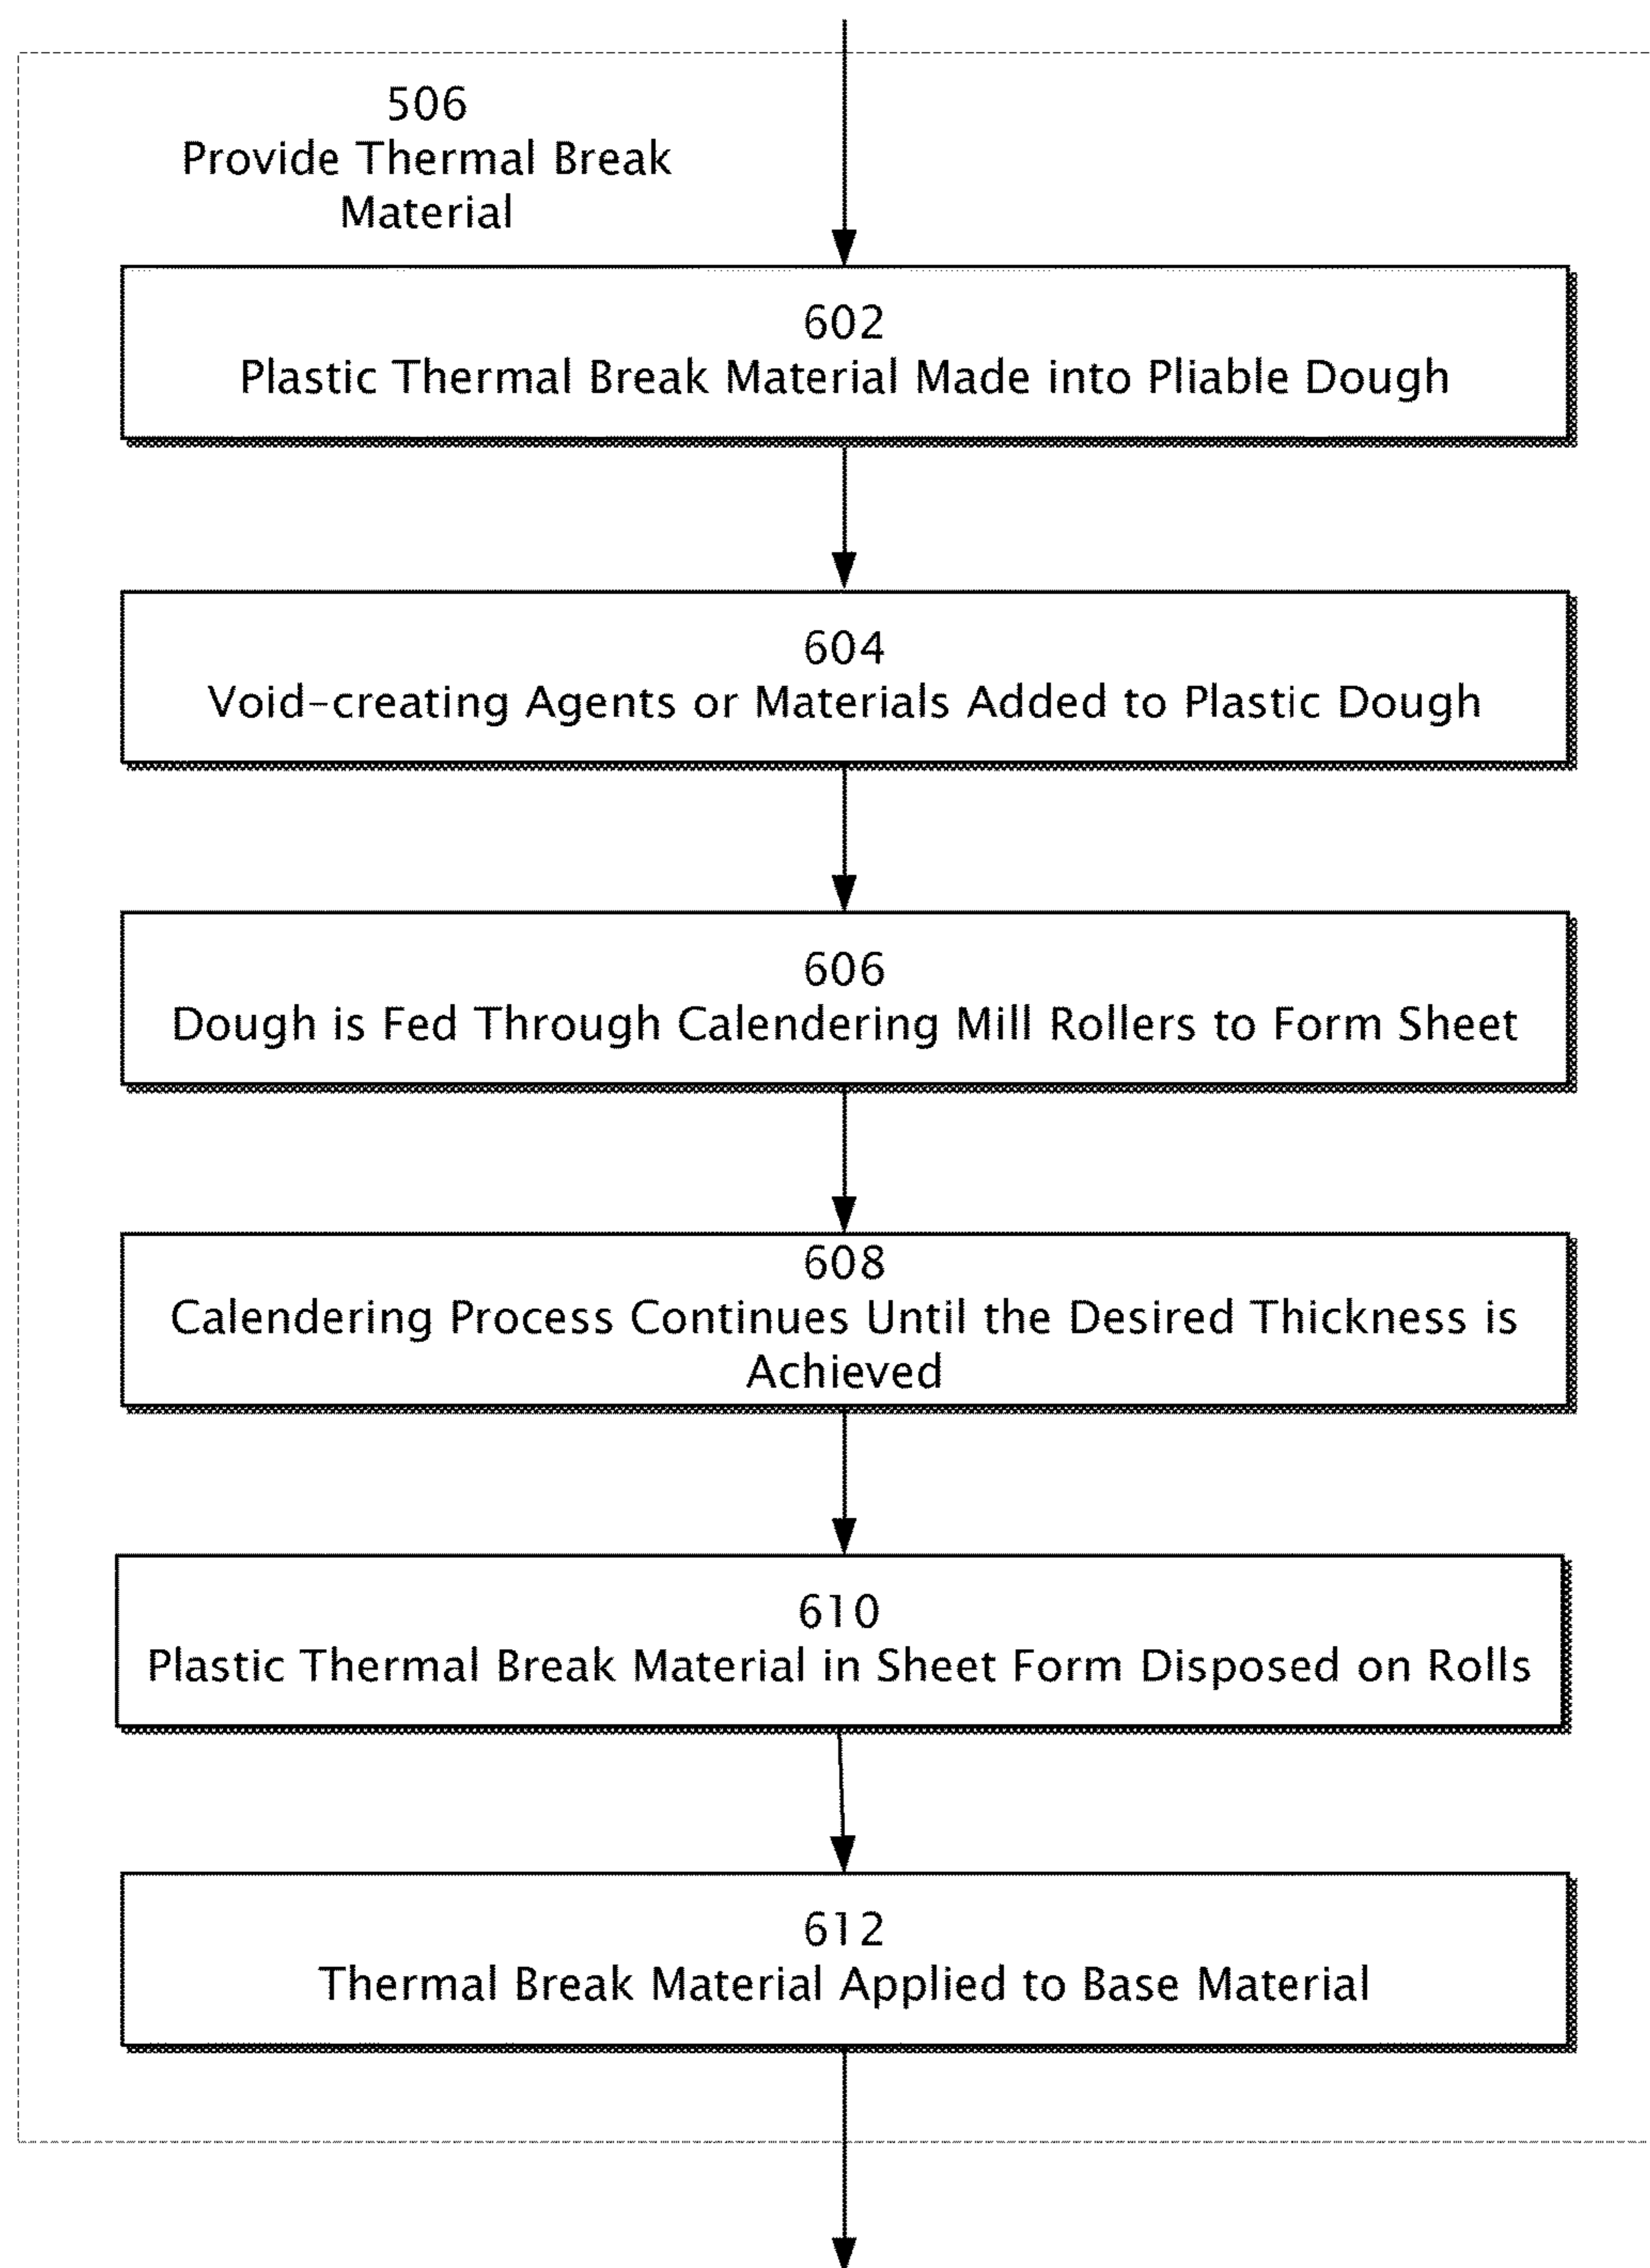 506
Provide Thermal Break
Material
602
Plastic Thermal Break Material Made into Pliable Dough
604
Void-creating Agents or Materials Added to Plastic Dough
606
Dough is Fed Through Calendering Mill Rollers to Form Sheet
608
Calendering Process Continues Until the Desired Thickness is
Achieved
610
Plastic Thermal Break Material in Sheet Form Disposed on Rolls
612
Thermal Break Material Applied to Base Material